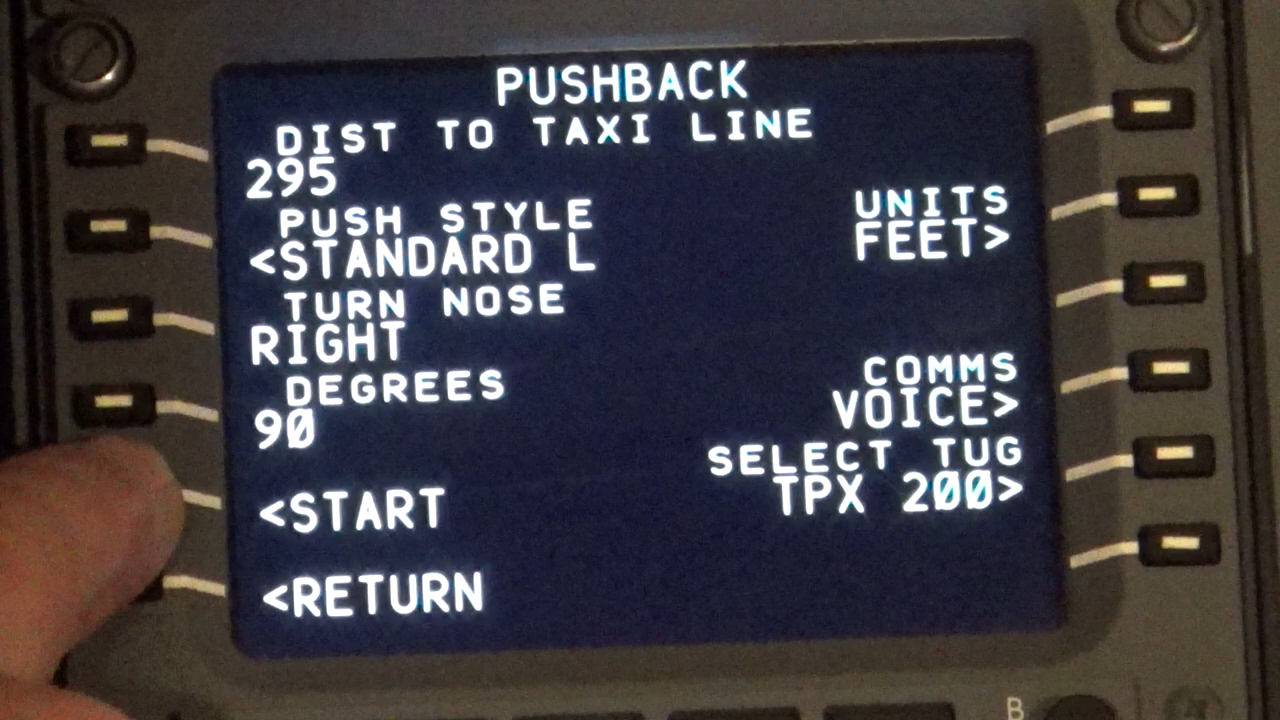 PUSHBACK
DIST TO TAXI LINE
295
PUSH STYLE UNITS
<STANDARD L FEET>
TURN NOSE
RIGHT
DEGREES COMMS
90 VOICE>
SELECT TUG
<START TPX 200>
<RETURN
B